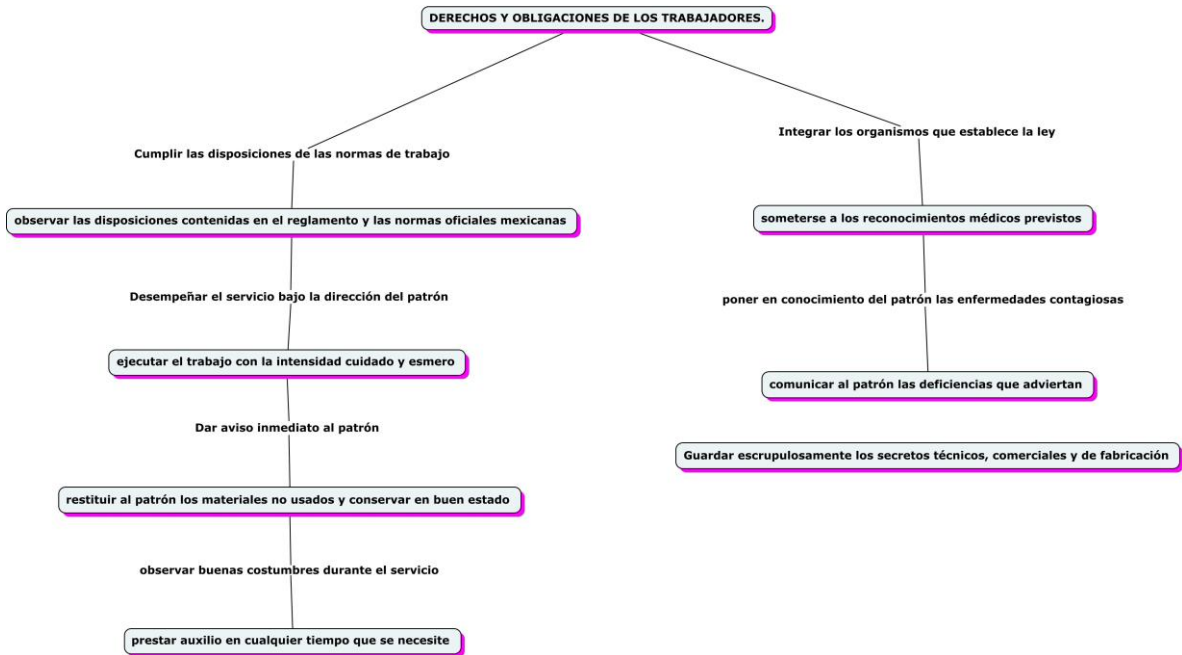 DERECHOS Y OBLIGACIONES DE LOS TRABAJADORES.
Cumplir las disposiciones de las normas de trabajo
observar las disposiciones contenidas en el reglamento y las normas oficiales mexicanas
Desempeñar el servicio bajo la dirección del patrón
ejecutar el trabajo con la intensidad cuidado y esmero
Dar aviso inmediato al patrón
restituir al patrón los materiales no usados y conservar en buen estado
observar buenas costumbres durante el servicio
prestar auxilio en cualquier tiempo que se necesite
Integrar los organismos que establece la ley
someterse a los reconocimientos médicos previstos
poner en conocimiento del patrón las enfermedades contagiosas
comunicar al patrón las deficiencias que adviertan
Guardar escrupulosamente los secretos técnicos, comerciales y de fabricación